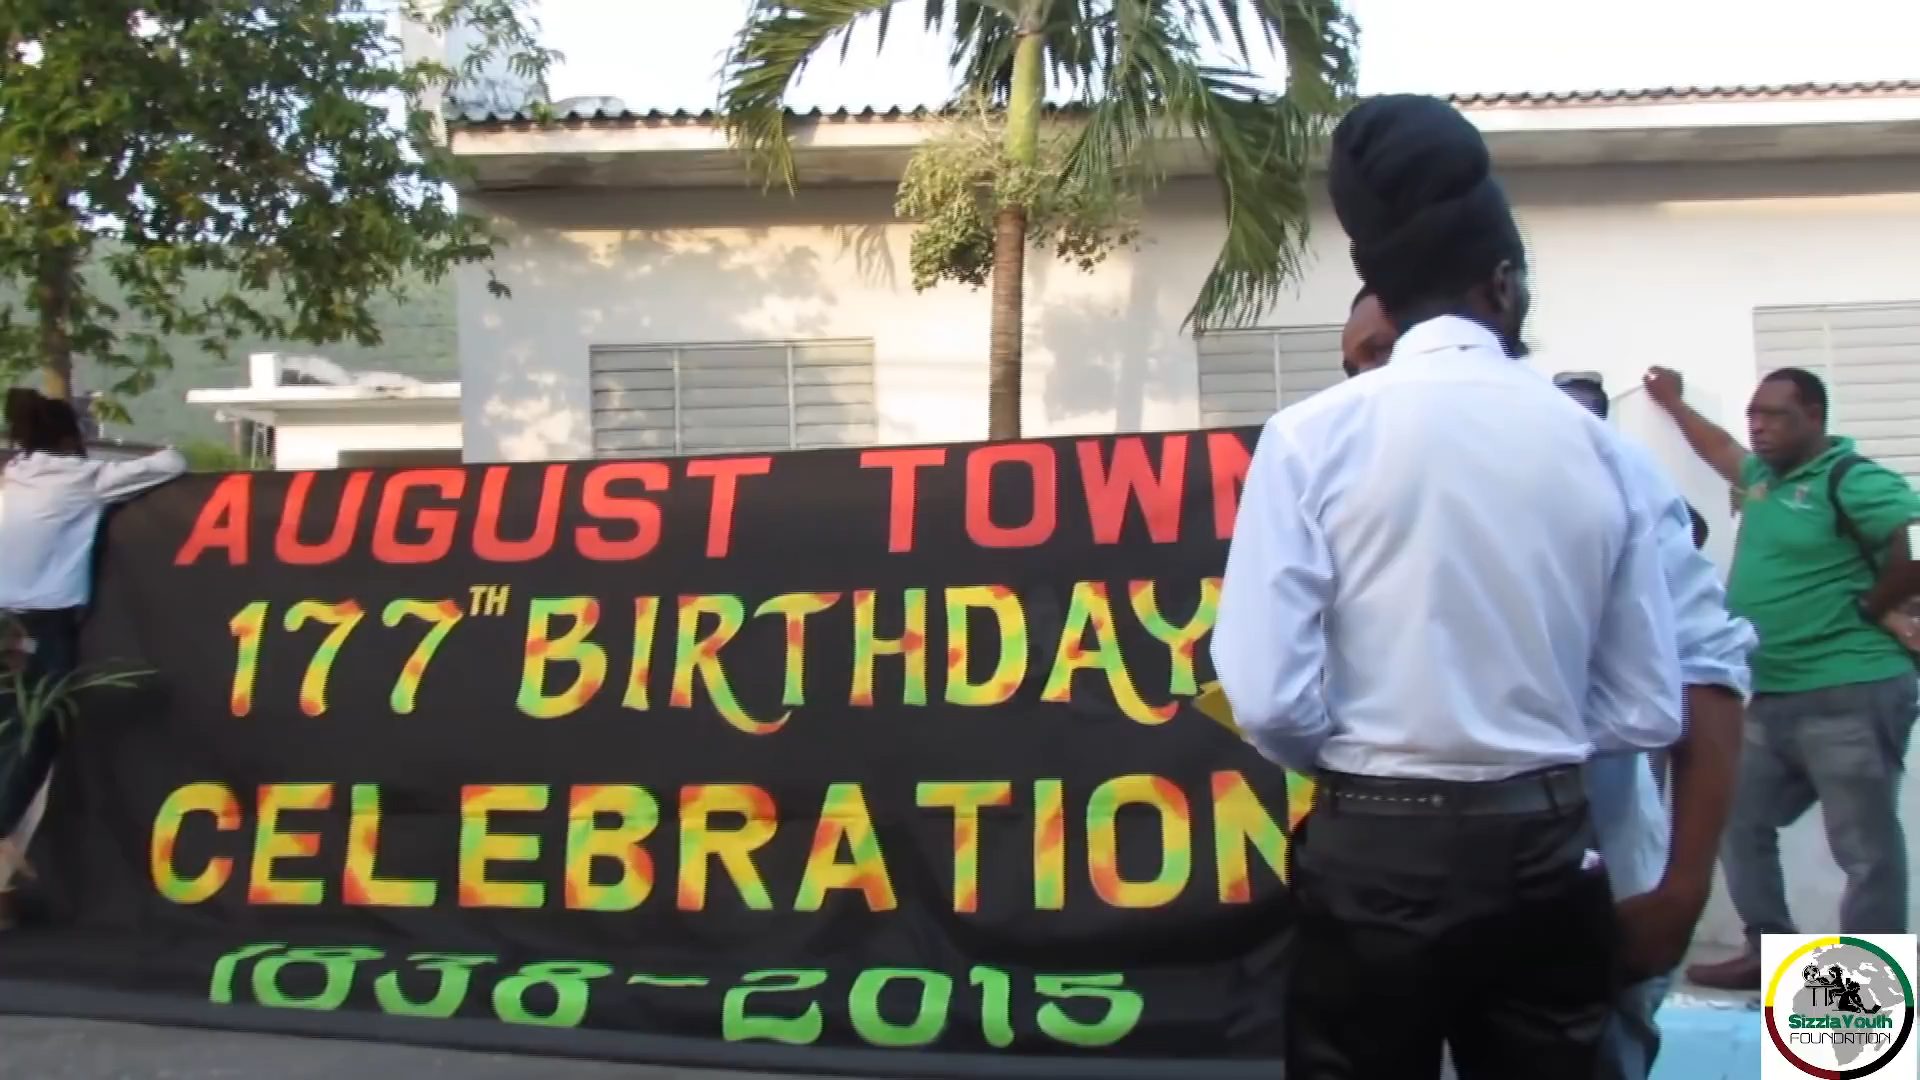 AUGUST TOWN
177TH BIRTHDAY
CELEBRATION
1838-2015
SizzlaYouth
FOUNDATION